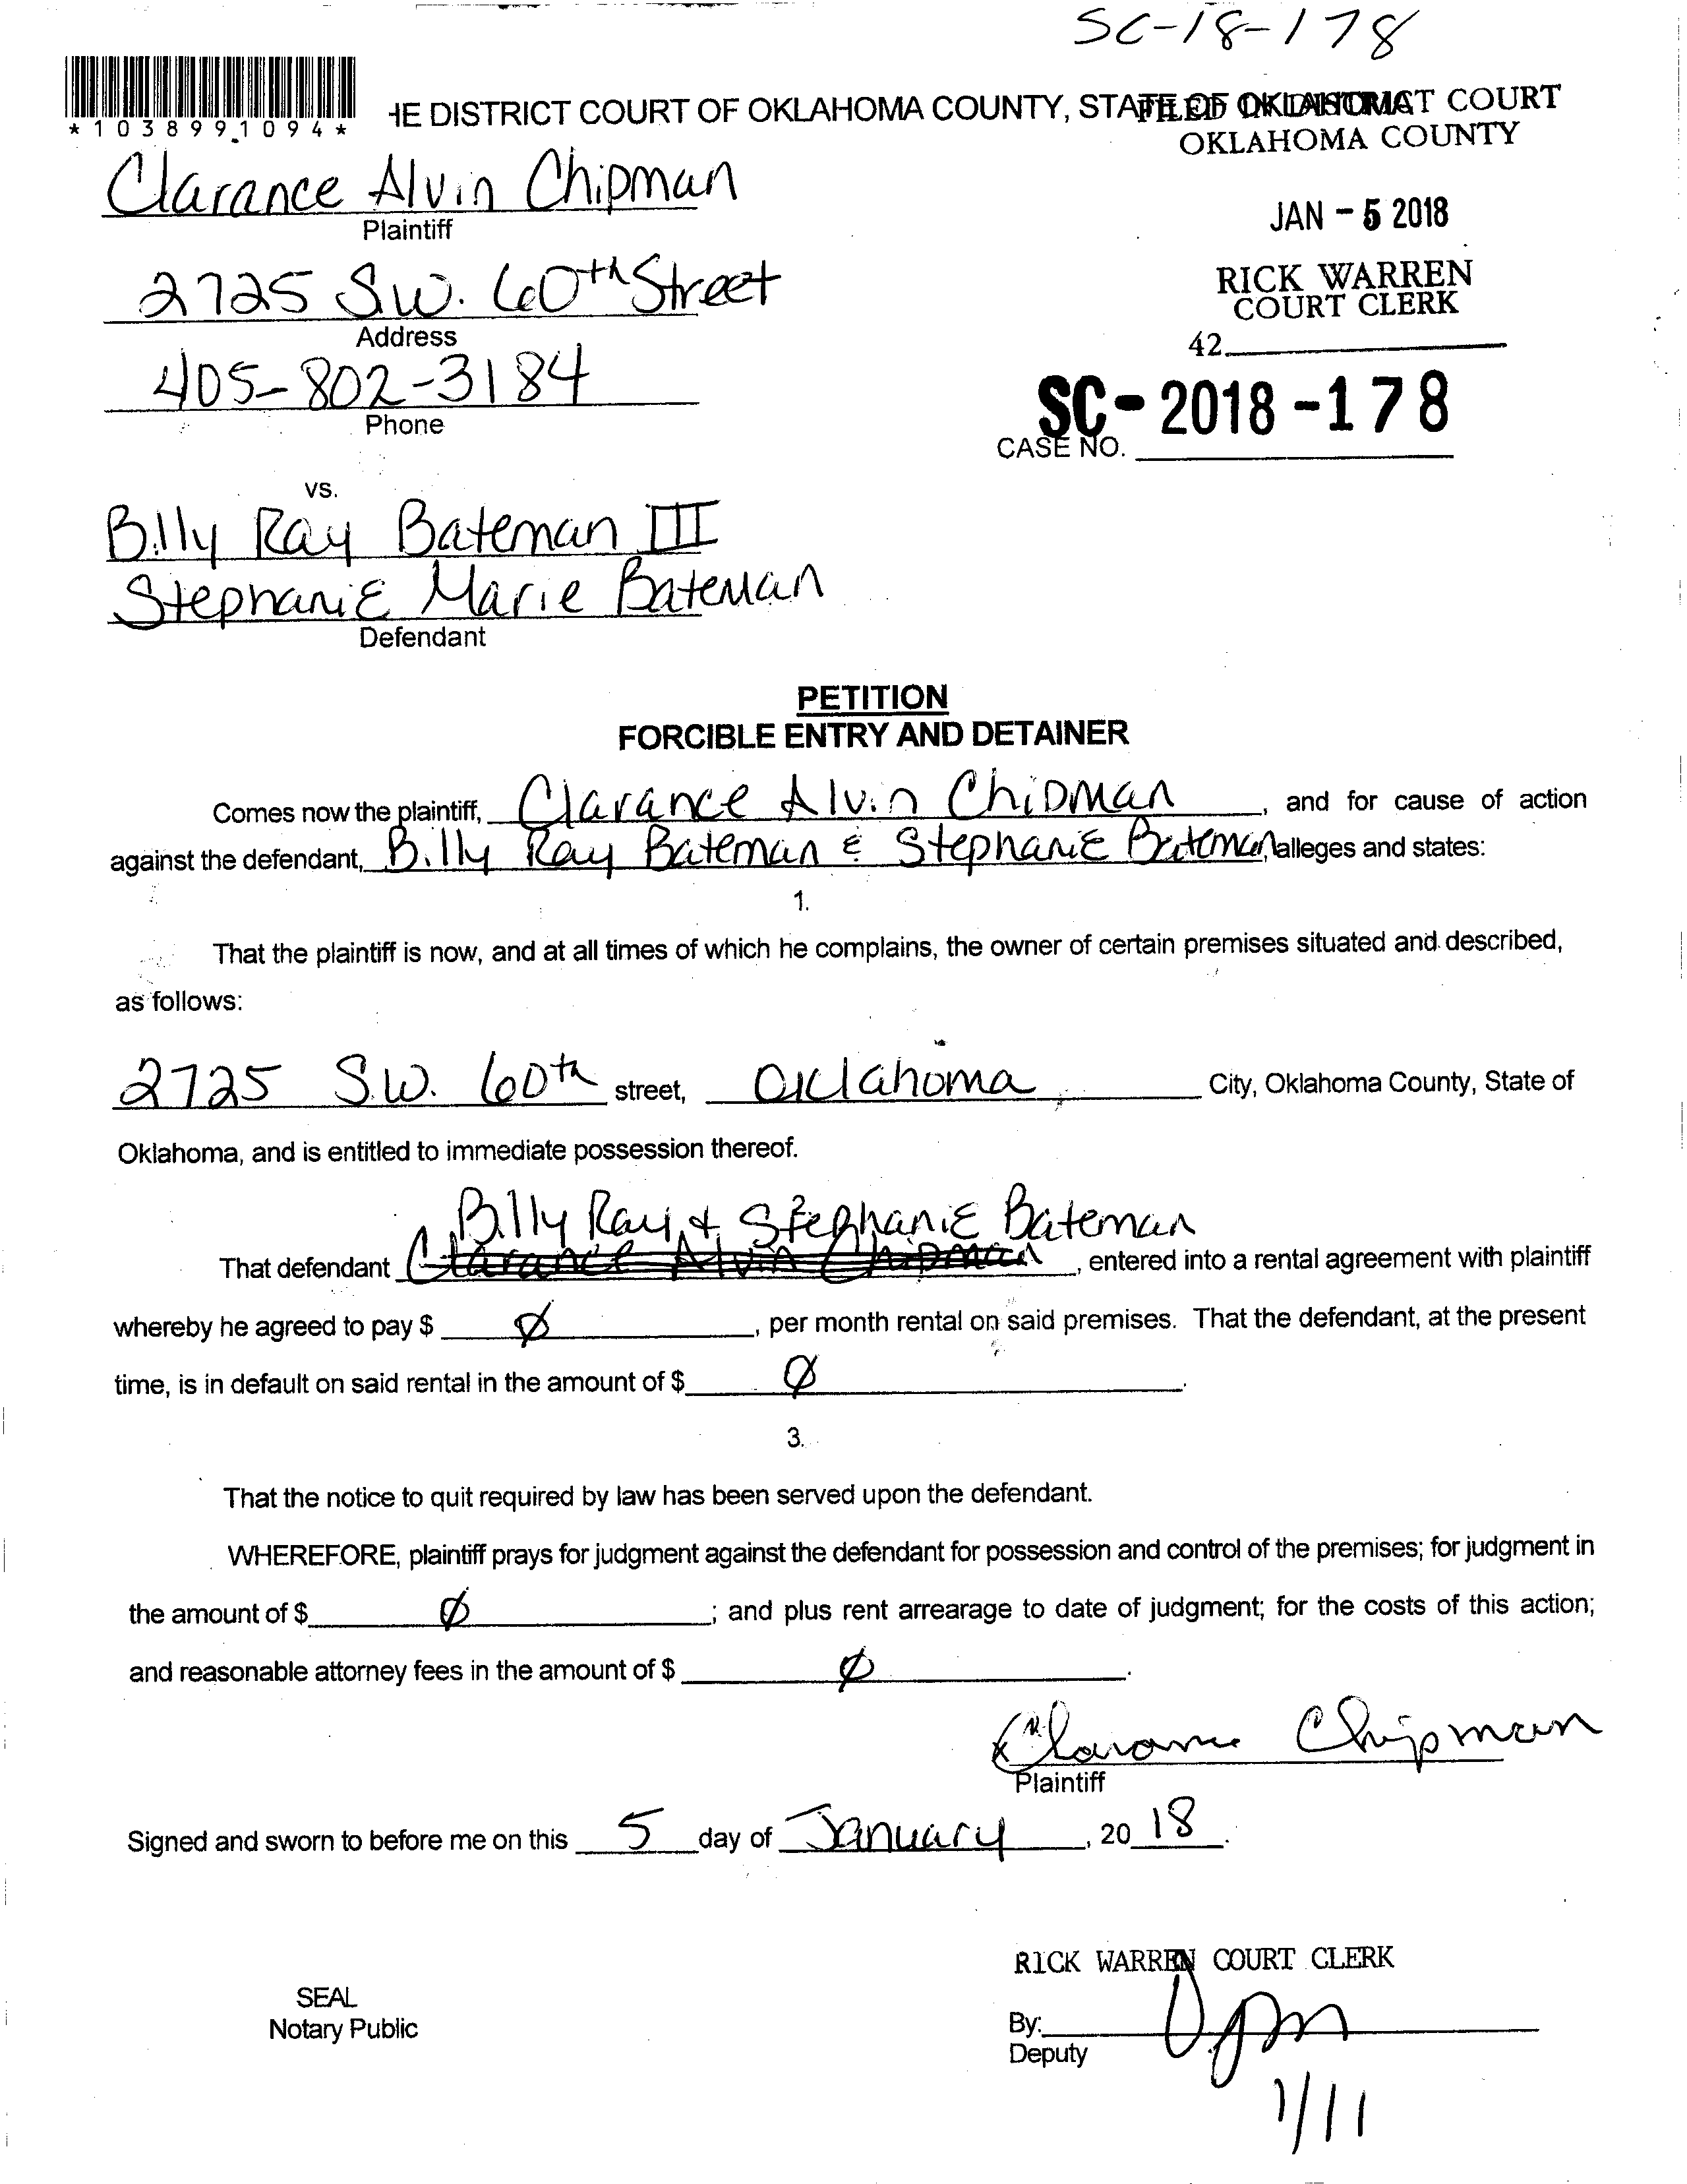 SC-18-178
*1038991094*
HE DISTRICT COURT OF OKLAHOMA COUNTY, STATE OF OKLAHOMA
FILED IN DISTRICT COURT
OKLAHOMA COUNTY
Clarance Alvin Chipman
Plaintiff
JAN - 5 2018
2725 S.W. 60th Street
Address
RICK WARREN
COURT CLERK
42
405-802-3184
Phone
SC-2018-178
CASE NO.
vs.
Billy Ray Bateman III
Stephanie Marie Bateman
Defendant
PETITION
FORCIBLE ENTRY AND DETAINER
Comes now the plaintiff, Clarance Alvin Chipman, and for cause of action
against the defendant, Billy Ray Bateman & Stephanie Bateman, alleges and states:
1.
That the plaintiff is now, and at all times of which he complains, the owner of certain premises situated and described,
as follows:
2725 S.W. 60th street, Oklahoma City, Oklahoma County, State of
Oklahoma, and is entitled to immediate possession thereof.
2.
Billy Ray & Stephanie Bateman
That defendant Clarance Alvin Chipman, entered into a rental agreement with plaintiff
whereby he agreed to pay $ Ø, per month rental on said premises. That the defendant, at the present
time, is in default on said rental in the amount of $ Ø.
3.
That the notice to quit required by law has been served upon the defendant.
WHEREFORE, plaintiff prays for judgment against the defendant for possession and control of the premises; for judgment in
the amount of $ Ø; and plus rent arrearage to date of judgment; for the costs of this action;
and reasonable attorney fees in the amount of $ Ø.
x Clarance Chipman
Plaintiff
Signed and sworn to before me on this 5 day of January, 2018.
RICK WARREN COURT CLERK
SEAL
Notary Public
By:
Deputy
1/11